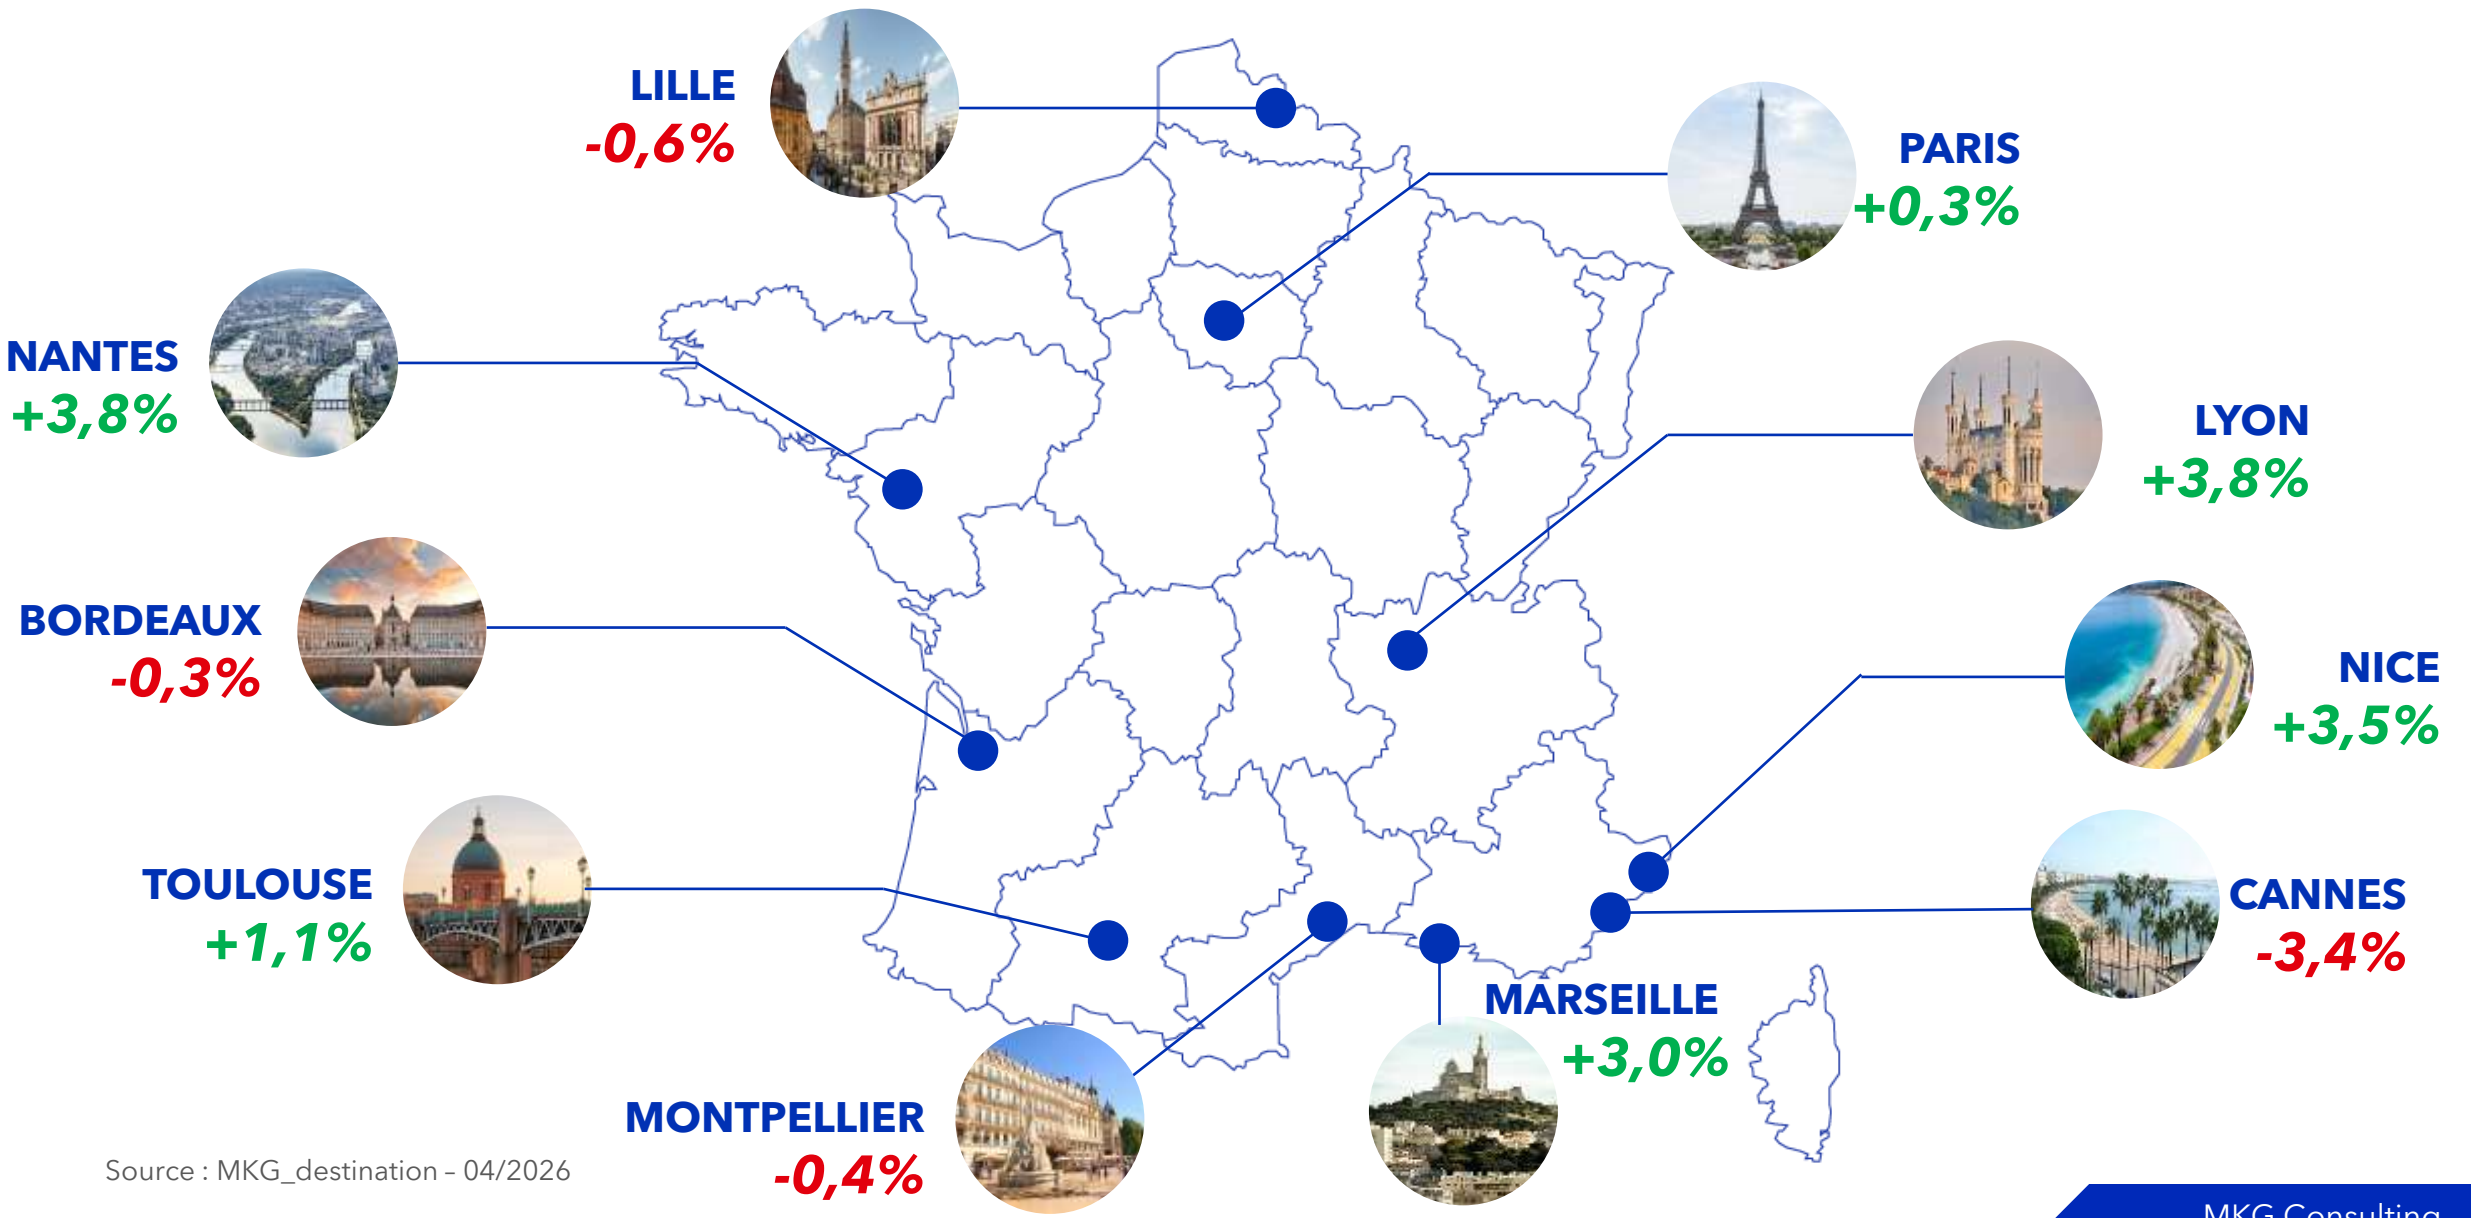 LILLE
-0,6%
PARIS
+0,3%
NANTES
+3,8%
LYON
+3,8%
BORDEAUX
-0,3%
NICE
+3,5%
TOULOUSE
+1,1%
CANNES
-3,4%
MARSEILLE
+3,0%
MONTPELLIER
-0,4%
Source : MKG_destination – 04/2026
MKG Consulting